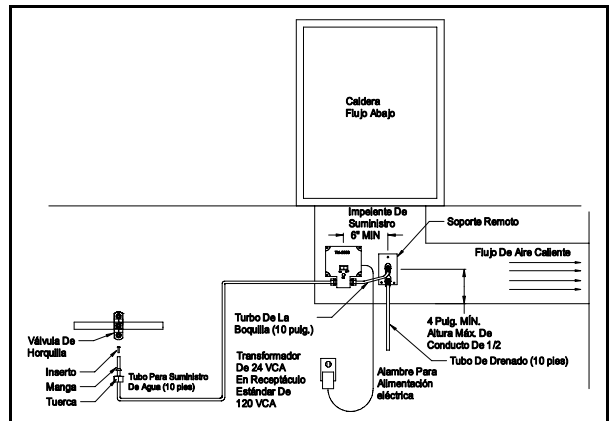 Caldera
Flujo Abajo
Impelente De
Suministro
6" MIN
Soporte Remoto
Flujo De Aire Caliente
Turbo De La
Boquilla (10 pulg.)
4 Pulg. MÍN.
Altura Máx. De
Conducto De 1/2
Válvula De
Horquilla
Inserto
Manga
Tuerca
Tubo Para Suministro
De Agua (10 pies)
Transformador
De 24 VCA
En Receptáculo
Estándar De
120 VCA
Alambre Para
Alimentación
eléctrica
Tubo De Drenado (10 pies)